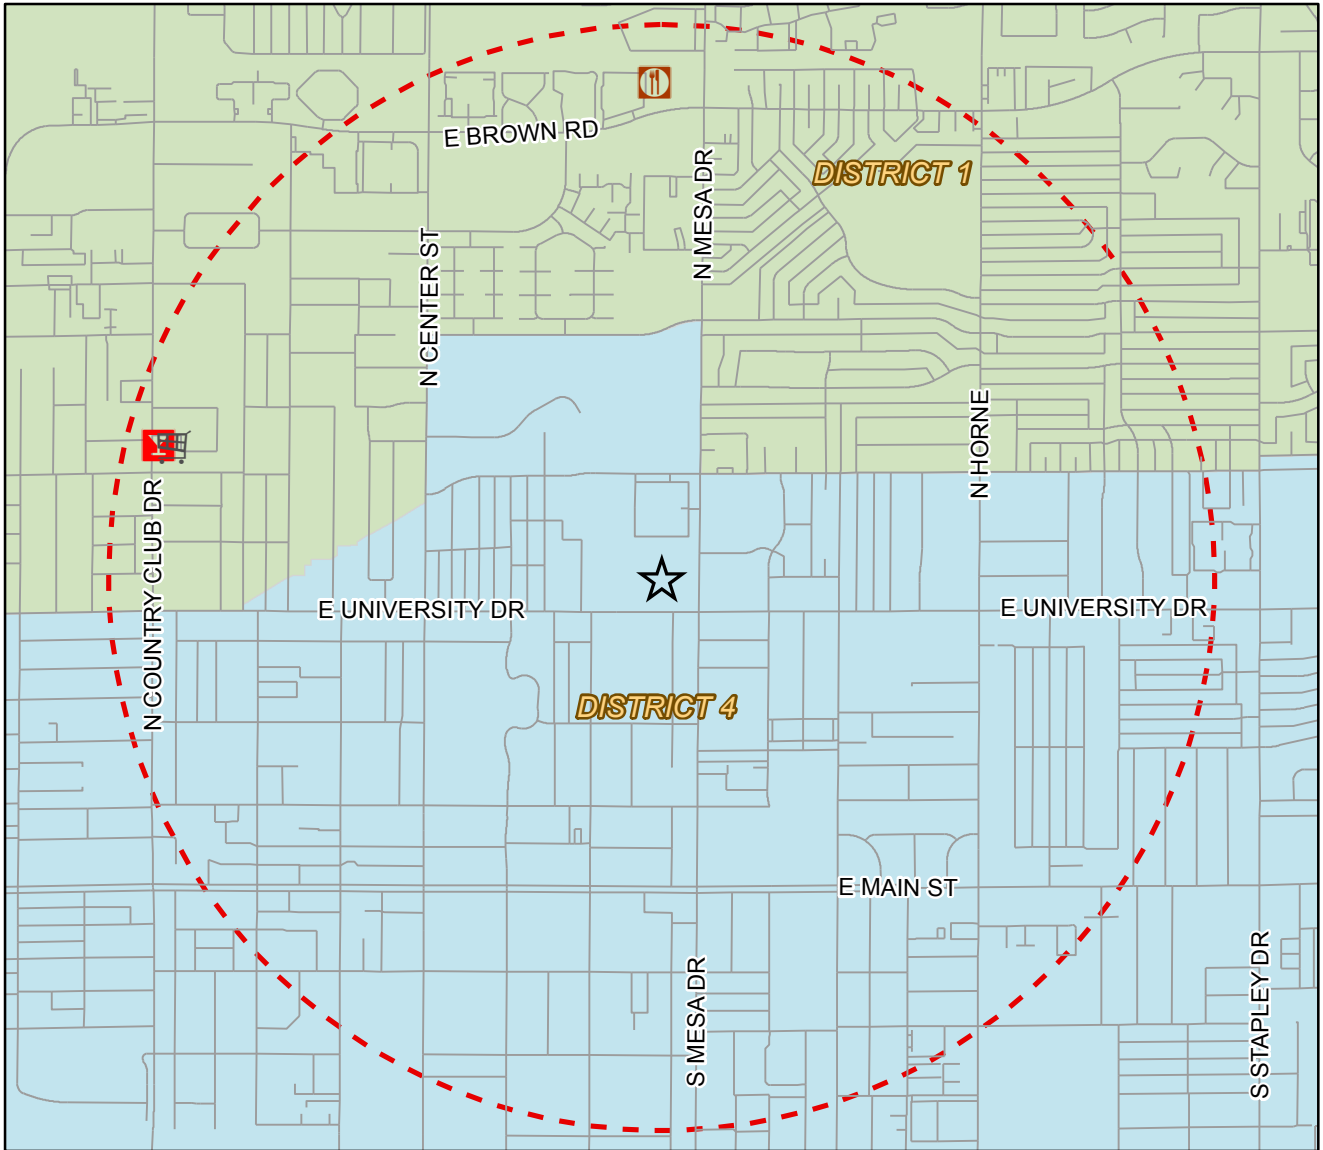 E BROWN RD
DISTRICT 1
N MESA DR
N CENTER ST
N HORNE
N COUNTRY CLUB DR
E UNIVERSITY DR
E UNIVERSITY DR
DISTRICT 4
E MAIN ST
S MESA DR
S STAPLEY DR